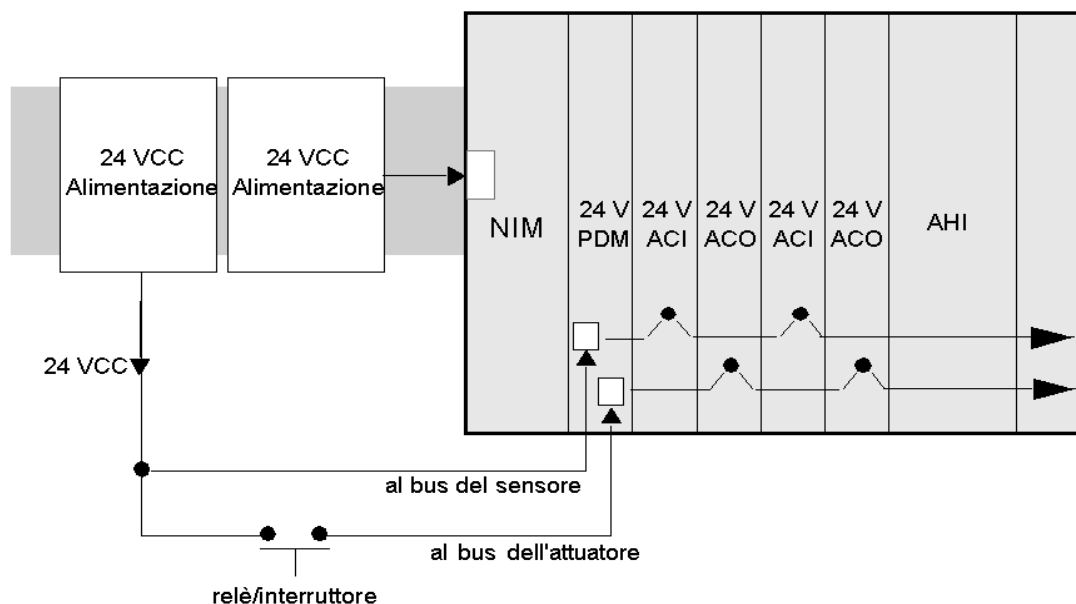 24 VCC
Alimentazione
24 VCC
Alimentazione
NIM
24 V
PDM
24 V
ACI
24 V
ACO
24 V
ACI
24 V
ACO
AHI
24 VCC
al bus del sensore
al bus dell'attuatore
relè/interruttore